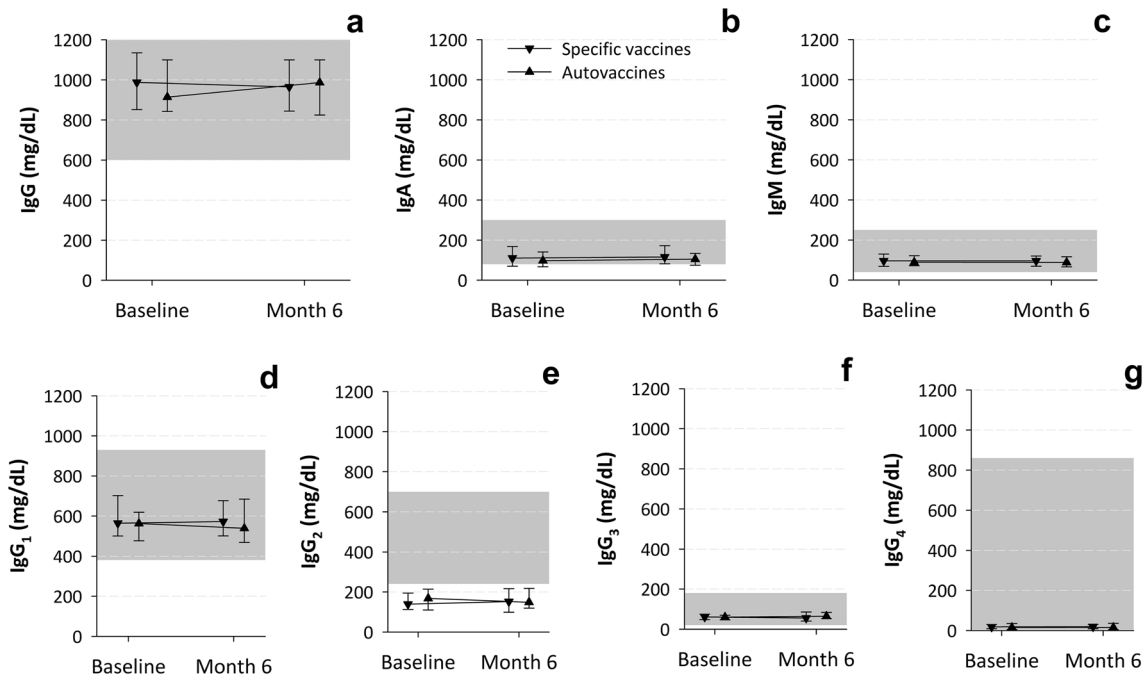 a
IgG (mg/dL)
1200
1000
800
600
400
200
0
Baseline
Month 6
b
Specific vaccines
Autovaccines
IgA (mg/dL)
1200
1000
800
600
400
200
0
Baseline
Month 6
c
IgM (mg/dL)
1200
1000
800
600
400
200
0
Baseline
Month 6
d
IgG₁ (mg/dL)
1200
1000
800
600
400
200
0
Baseline
Month 6
e
IgG₂ (mg/dL)
1200
1000
800
600
400
200
0
Baseline
Month 6
f
IgG₃ (mg/dL)
1200
1000
800
600
400
200
0
Baseline
Month 6
g
IgG₄ (mg/dL)
1200
1000
800
600
400
200
0
Baseline
Month 6